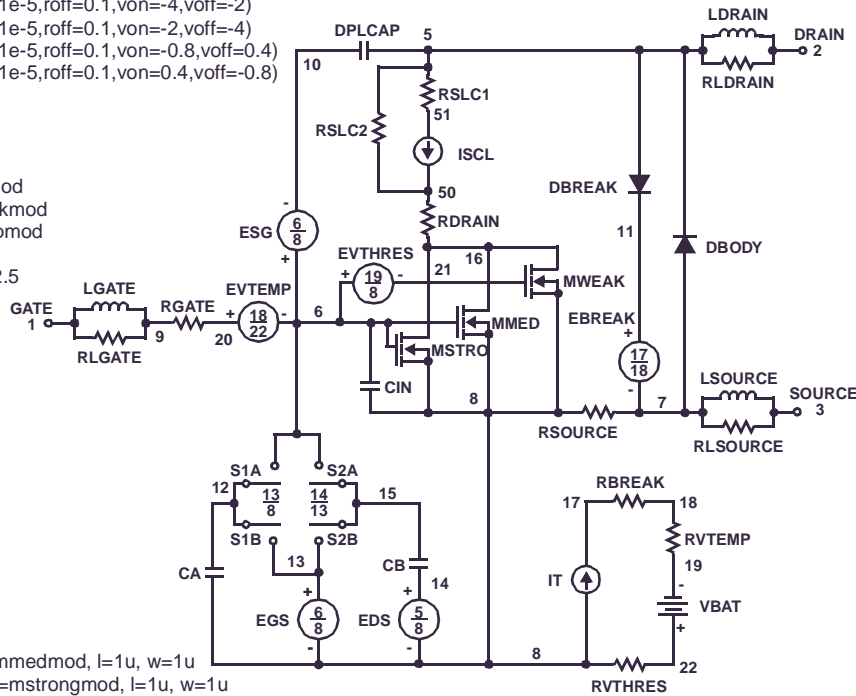 1e-5,roff=0.1,von=-4,voff=-2)
1e-5,roff=0.1,von=-2,voff=-4)
1e-5,roff=0.1,von=-0.8,voff=0.4)
1e-5,roff=0.1,von=0.4,voff=-0.8)
LDRAIN
DPLCAP
5
DRAIN
2
10
RLDRAIN
RSLC1
51
RSLC2
ISCL
50
od
kmod
omod
DBREAK
-
RDRAIN
ESG
6
8
11
DBODY
+
EVTHRES
16
21
+
19
8
-
MWEAK
2.5
LGATE
EVTEMP
GATE
1
RGATE
+
18
22
-
6
MMED
EBREAK
+
9
20
MSTRO
RLGATE
17
18
CIN
LSOURCE
-
8
7
SOURCE
3
RSOURCE
RLSOURCE
S1A
S2A
RBREAK
12
13
8
14
13
15
17
18
S1B
S2B
RVTEMP
13
CB
19
CA
14
IT
-
+
+
VBAT
EGS
6
8
EDS
5
8
+
-
-
8
22
mmedmod, l=1u, w=1u
RVTHRES
=mstrongmod, l=1u, w=1u